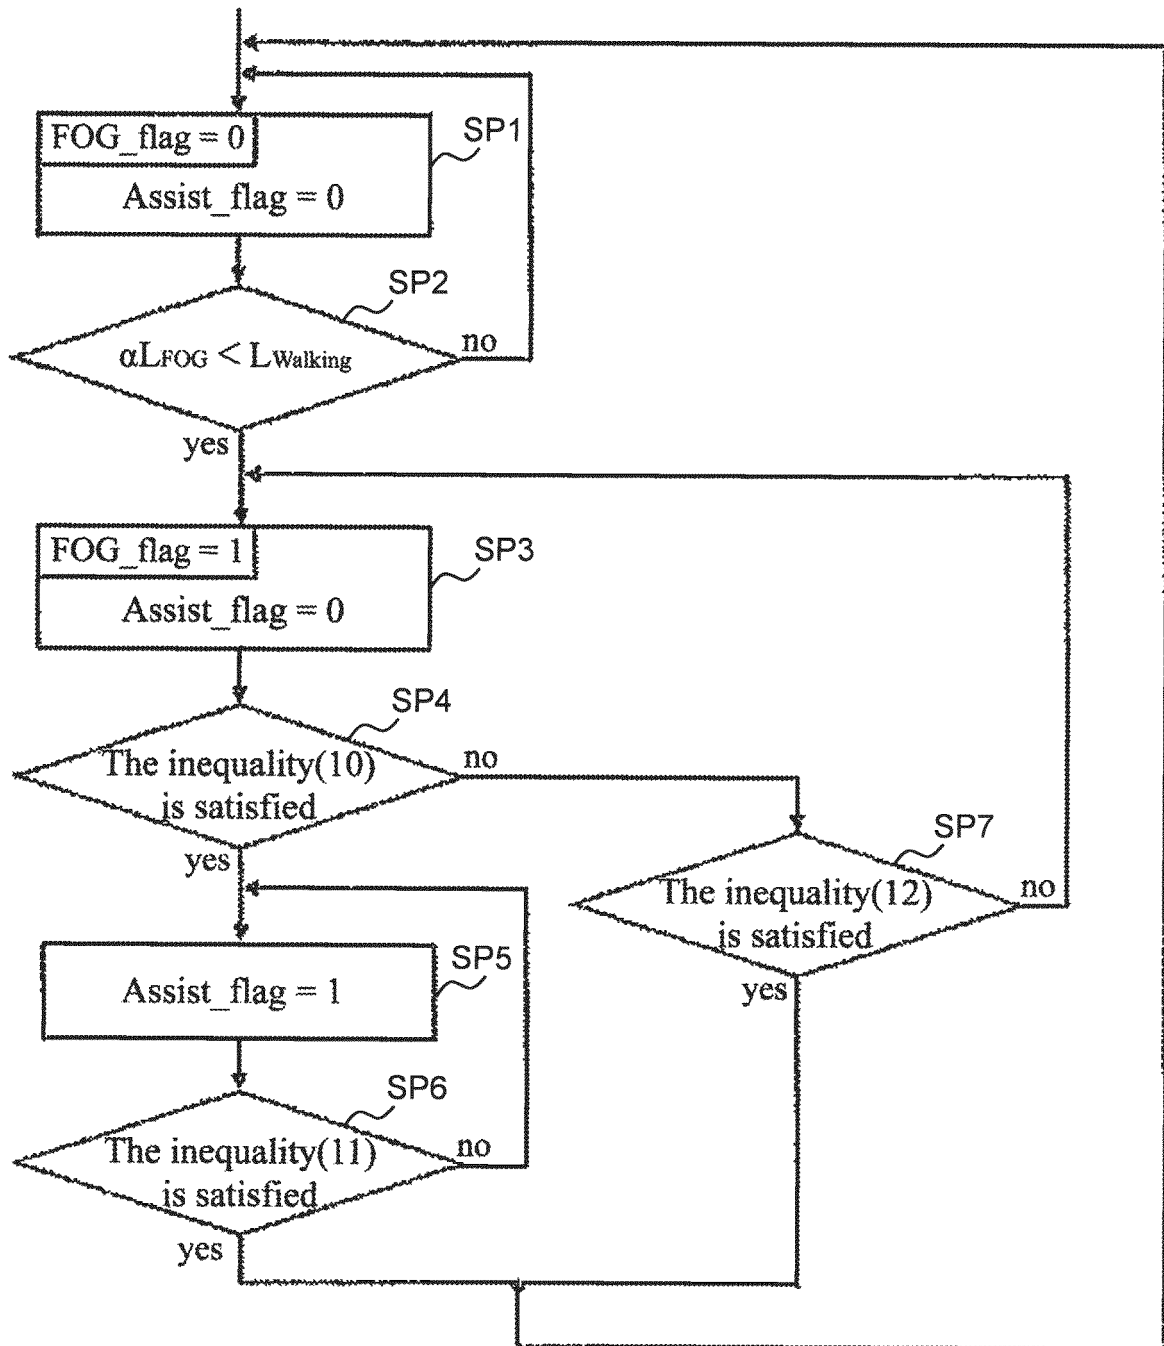 FOG_flag = 0
SP1
Assist_flag = 0
SP2
αLFOG < LWalking
no
yes
FOG_flag = 1
SP3
Assist_flag = 0
SP4
The inequality(10)
is satisfied
no
yes
SP7
The inequality(12)
is satisfied
no
yes
SP5
Assist_flag = 1
SP6
The inequality(11)
is satisfied
no
yes